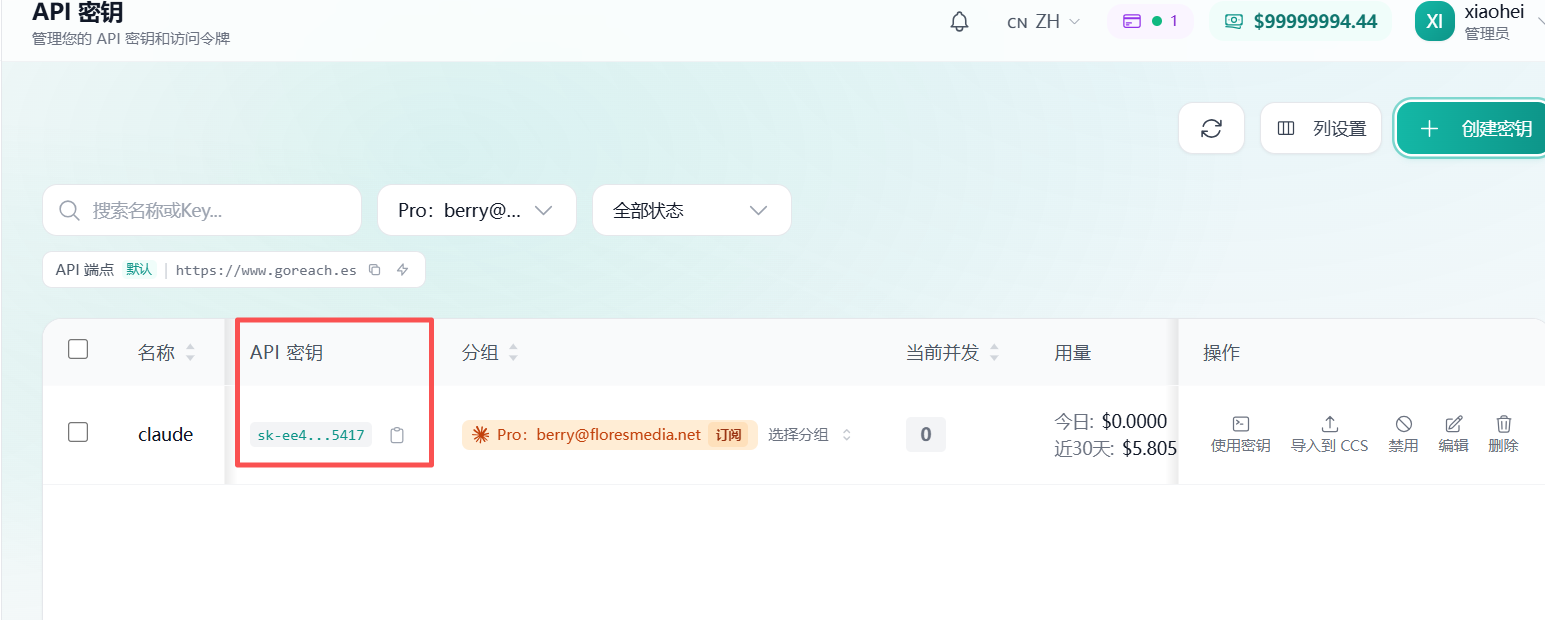 API 密钥
管理您的 API 密钥和访问令牌
CN ZH
1
$99999994.44
XI
xiaohei
管理员
列设置
创建密钥
搜索名称或Key...
Pro：berry@...
全部状态
API 端点 默认 https://www.goreach.es
名称 API 密钥 分组 当前并发 用量 操作
claude sk-ee4...5417 Pro：berry@floresmedia.net 订阅 选择分组 0
今日: $0.0000
近30天: $5.805
使用密钥 导入到 CCS 禁用 编辑 删除